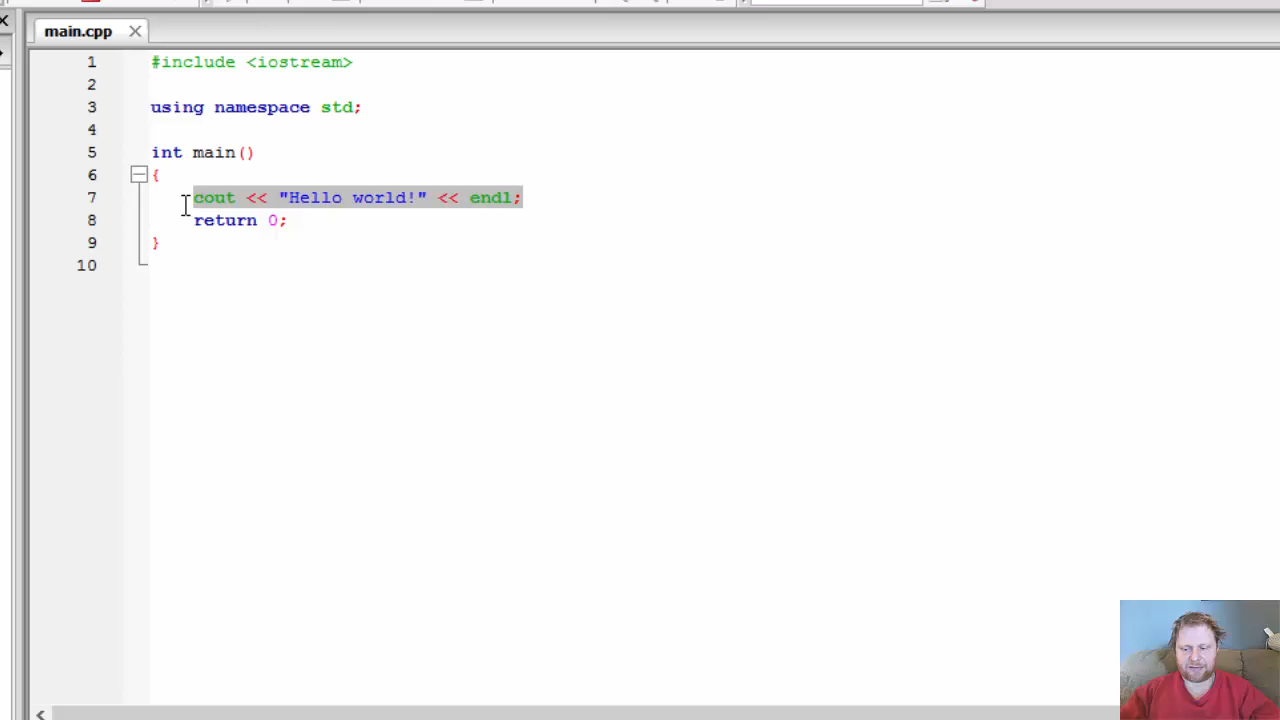 main.cpp
1 #include <iostream>
2
3 using namespace std;
4
5 int main()
6 {
7 cout << "Hello world!" << endl;
8 return 0;
9 }
10